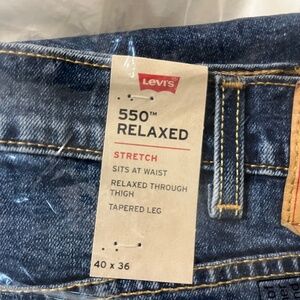 Levi's
550™
RELAXED
STRETCH
SITS AT WAIST
RELAXED THROUGH
THIGH
TAPERED LEG
40 x 36